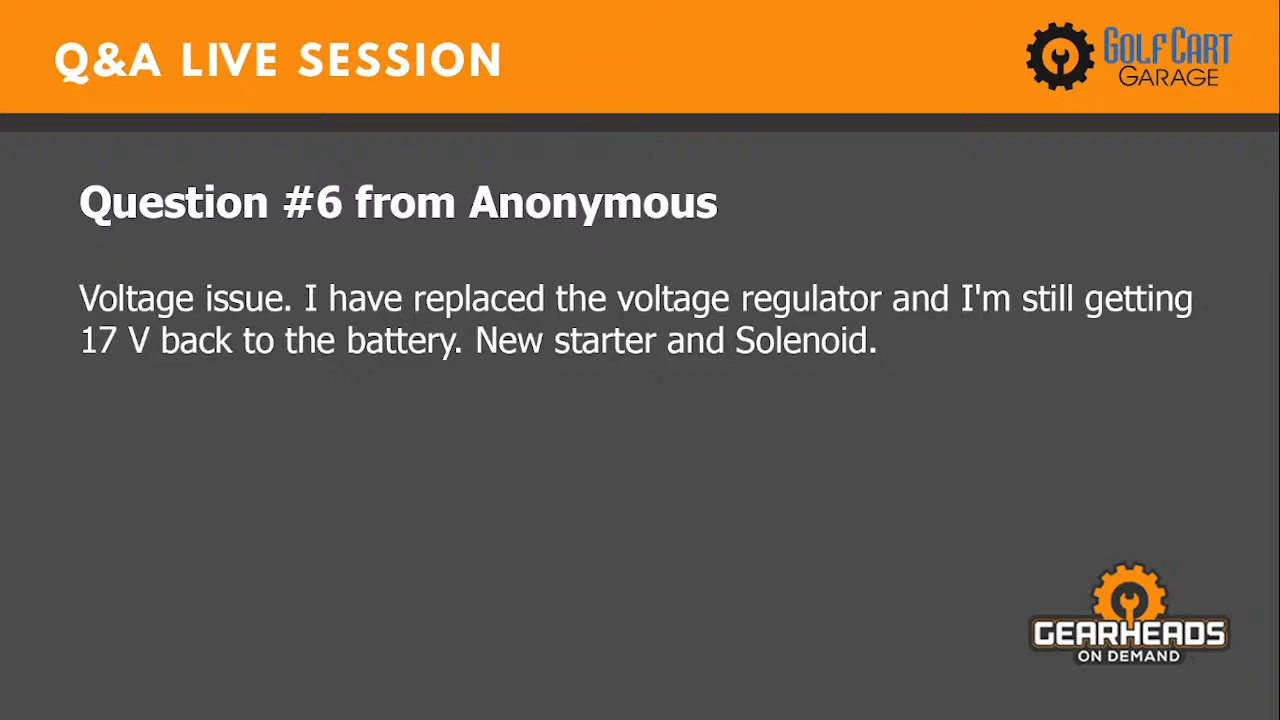 Q&A LIVE SESSION
GOLF CART
GARAGE
Question #6 from Anonymous
Voltage issue. I have replaced the voltage regulator and I'm still getting
17 V back to the battery. New starter and Solenoid.
GEARHEADS
ON DEMAND